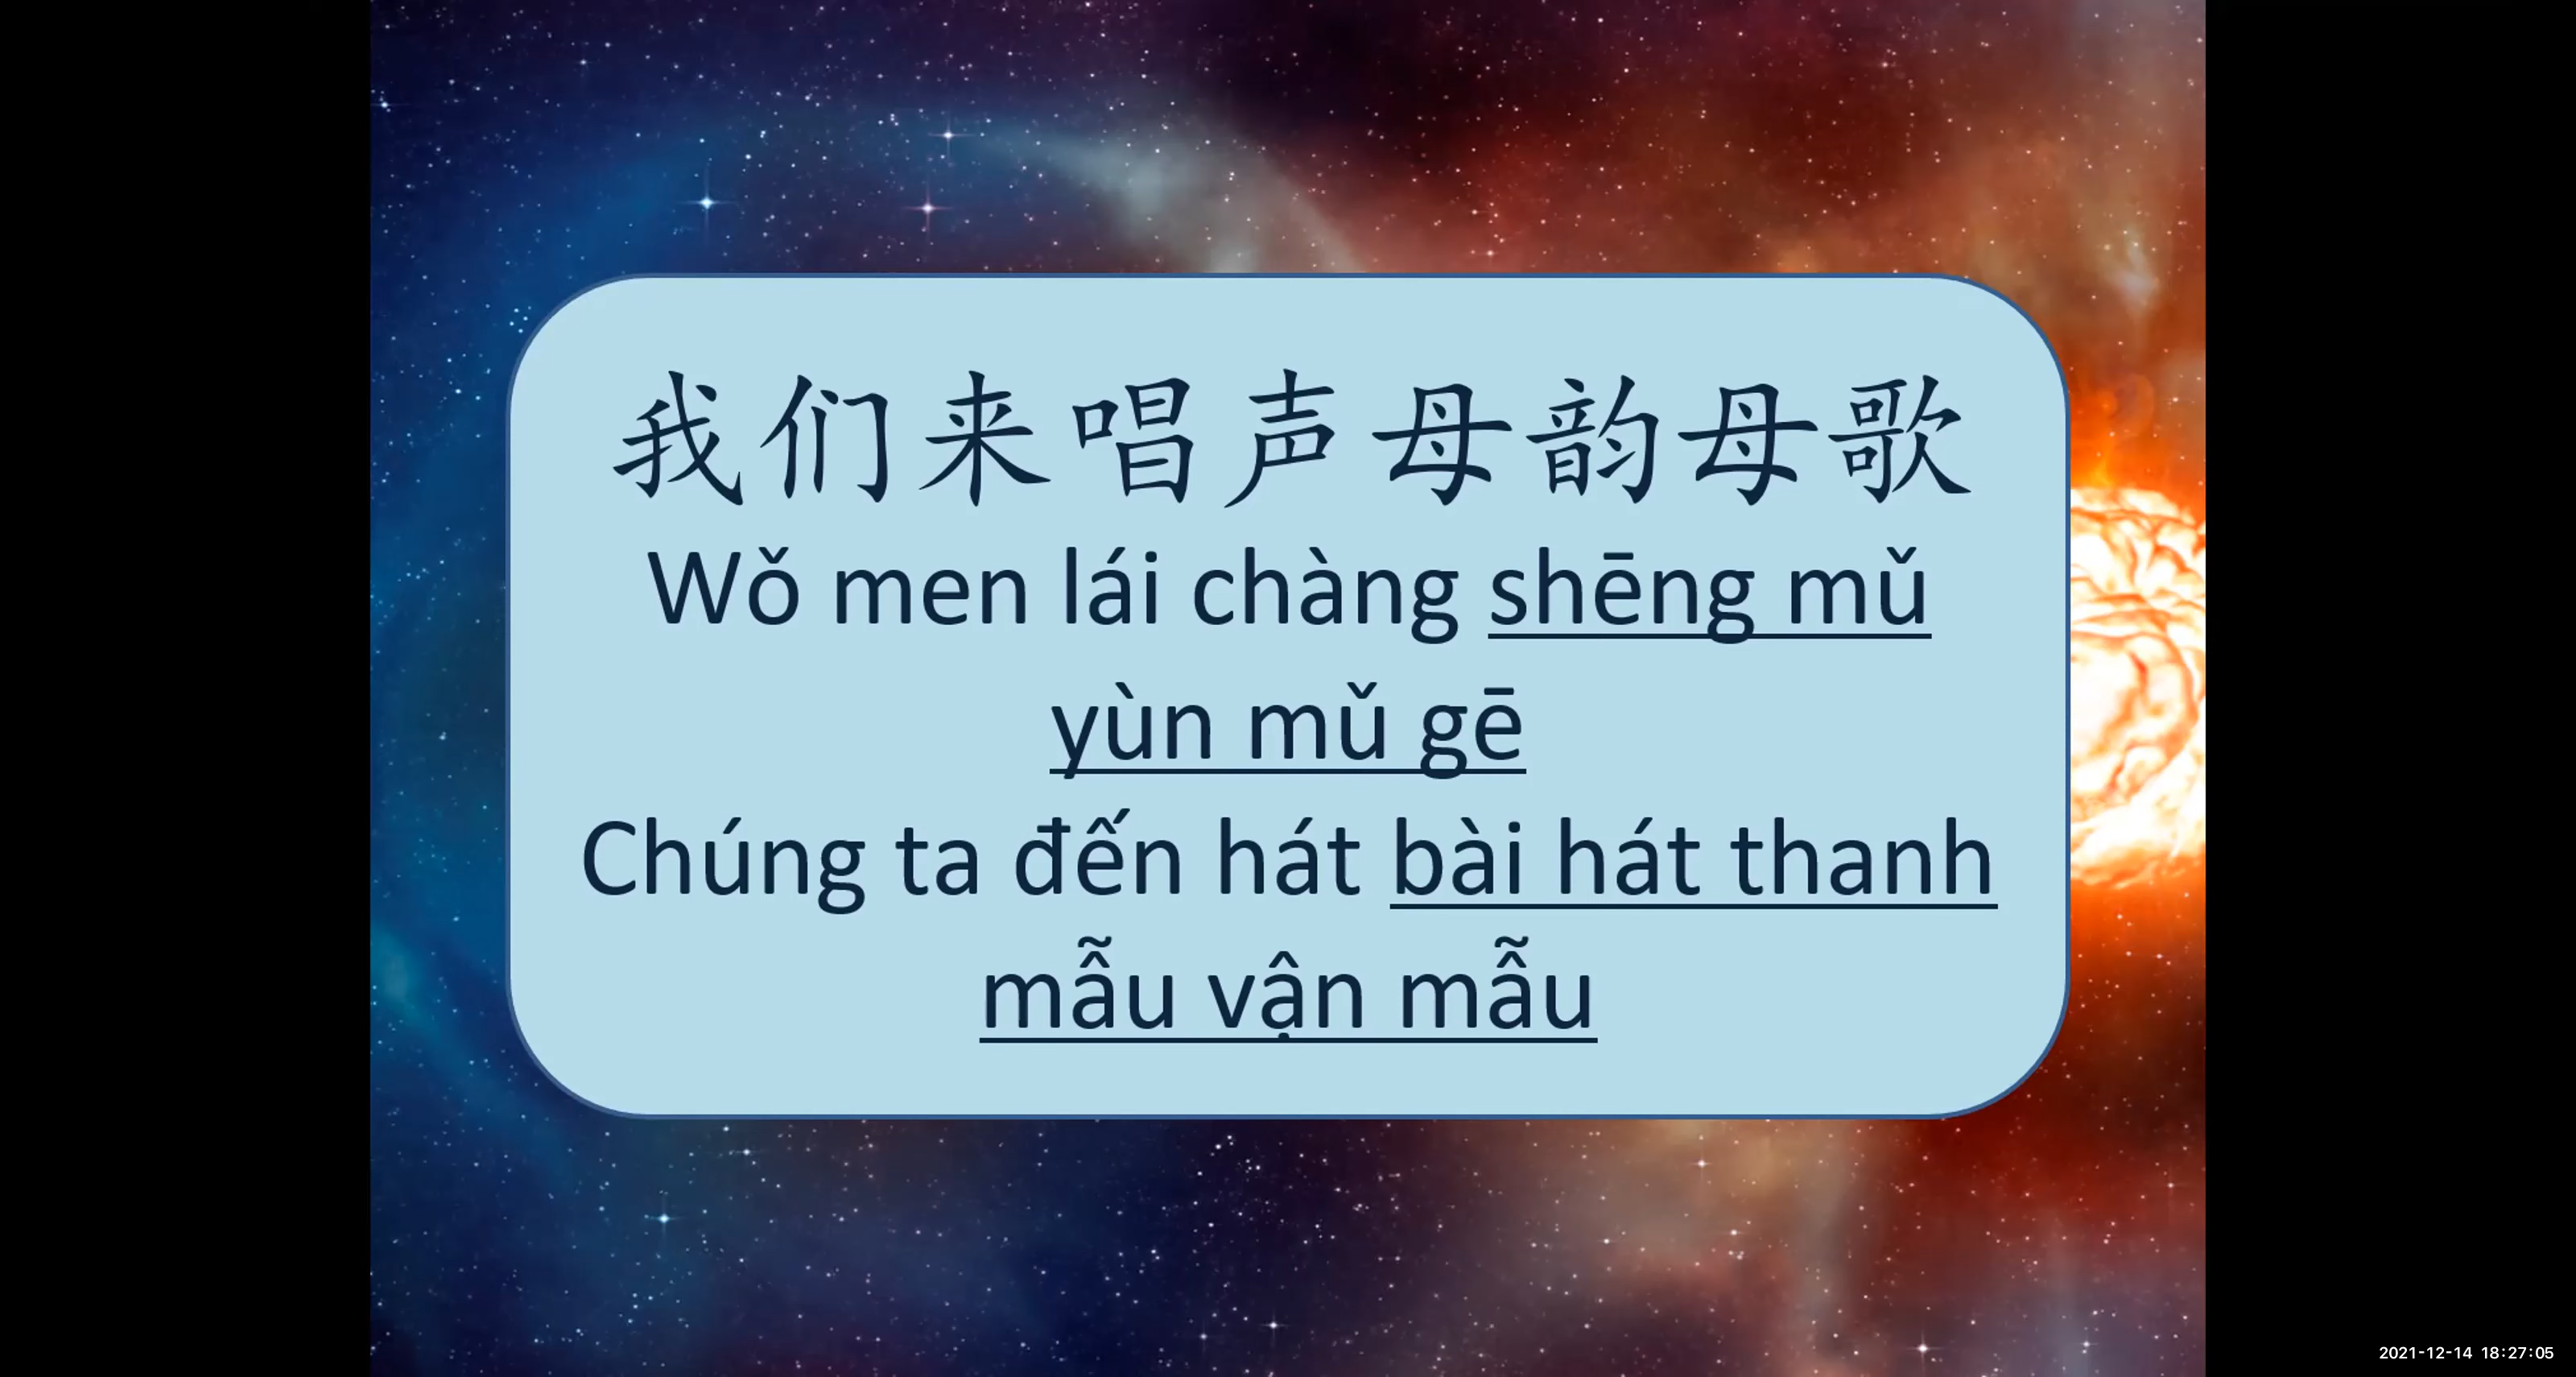 我们来唱声母韵母歌
Wǒ men lái chàng shēng mǔ
yùn mǔ gē
Chúng ta đến hát bài hát thanh
mẫu vận mẫu
2021-12-14 18:27:05